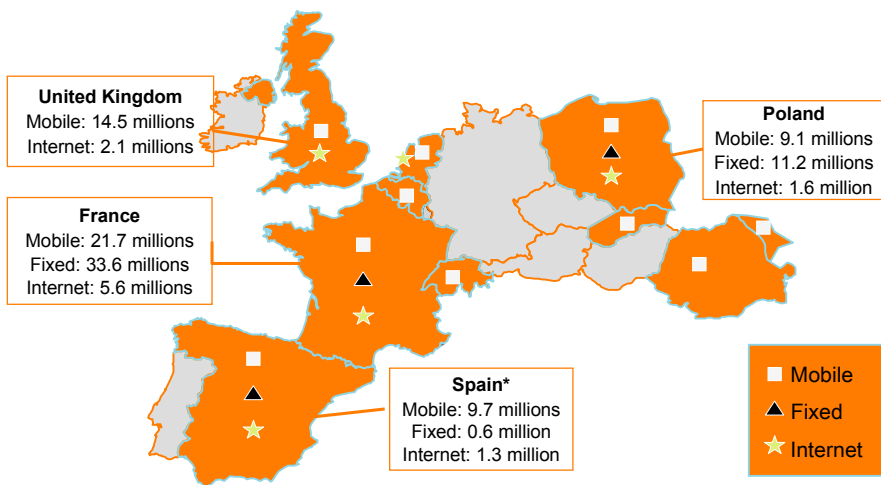 United Kingdom
Mobile: 14.5 millions
Internet: 2.1 millions
Poland
Mobile: 9.1 millions
Fixed: 11.2 millions
Internet: 1.6 million
France
Mobile: 21.7 millions
Fixed: 33.6 millions
Internet: 5.6 millions
Spain*
Mobile: 9.7 millions
Fixed: 0.6 million
Internet: 1.3 million
Mobile
Fixed
Internet